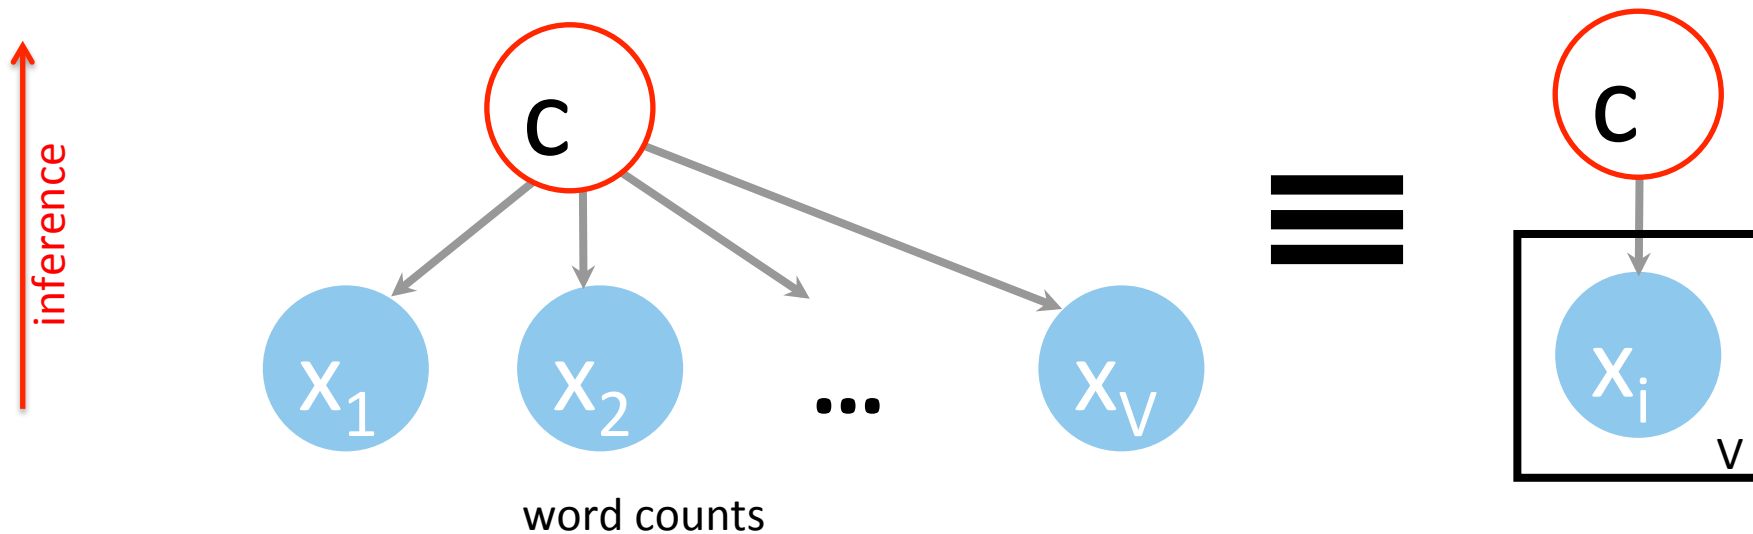 inference
c
x1
x2
...
xV
word counts
≡
c
xi
V